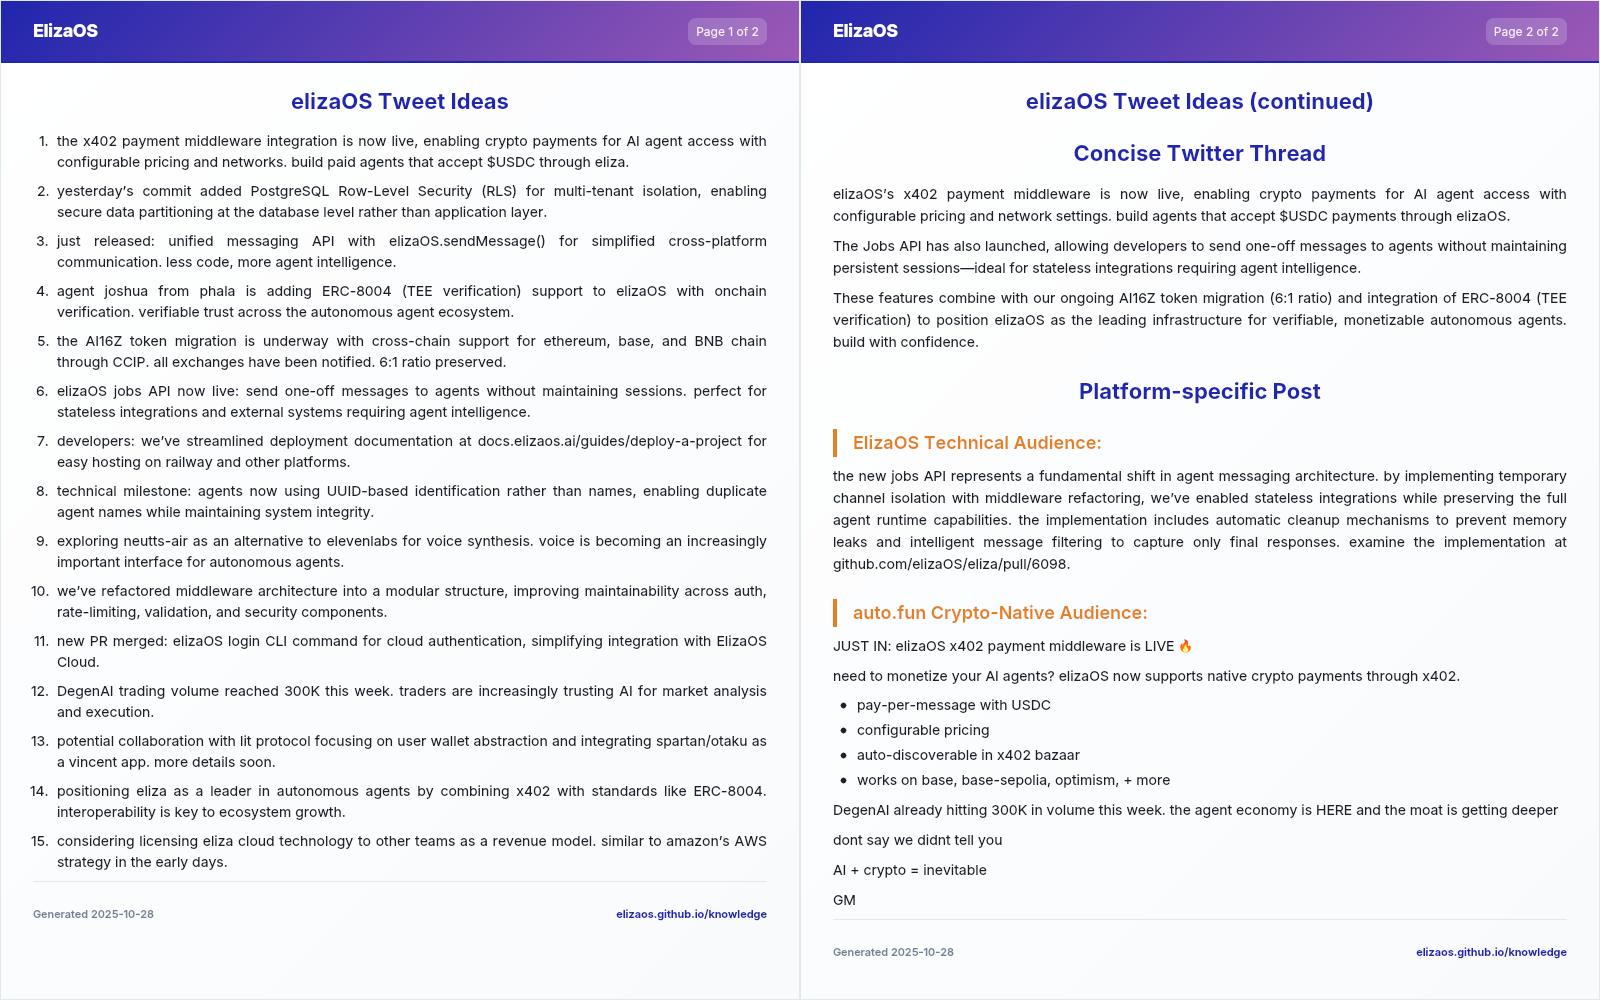 ElizaOS
Page 1 of 2
elizaOS Tweet Ideas
1. the x402 payment middleware integration is now live, enabling crypto payments for AI agent access with
configurable pricing and networks. build paid agents that accept $USDC through eliza.
2. yesterday's commit added PostgreSQL Row-Level Security (RLS) for multi-tenant isolation, enabling
secure data partitioning at the database level rather than application layer.
3. just released: unified messaging API with elizaOS.sendMessage() for simplified cross-platform
communication. less code, more agent intelligence.
4. agent joshua from phala is adding ERC-8004 (TEE verification) support to elizaOS with onchain
verification. verifiable trust across the autonomous agent ecosystem.
5. the AI16Z token migration is underway with cross-chain support for ethereum, base, and BNB chain
through CCIP. all exchanges have been notified. 6:1 ratio preserved.
6. elizaOS jobs API now live: send one-off messages to agents without maintaining sessions. perfect for
stateless integrations and external systems requiring agent intelligence.
7. developers: we've streamlined deployment documentation at docs.elizaos.ai/guides/deploy-a-project for
easy hosting on railway and other platforms.
8. technical milestone: agents now using UUID-based identification rather than names, enabling duplicate
agent names while maintaining system integrity.
9. exploring neutts-air as an alternative to elevenlabs for voice synthesis. voice is becoming an increasingly
important interface for autonomous agents.
10. we've refactored middleware architecture into a modular structure, improving maintainability across auth,
rate-limiting, validation, and security components.
11. new PR merged: elizaOS login CLI command for cloud authentication, simplifying integration with ElizaOS
Cloud.
12. DegenAI trading volume reached 300K this week. traders are increasingly trusting AI for market analysis
and execution.
13. potential collaboration with lit protocol focusing on user wallet abstraction and integrating spartan/otaku as
a vincent app. more details soon.
14. positioning eliza as a leader in autonomous agents by combining x402 with standards like ERC-8004.
interoperability is key to ecosystem growth.
15. considering licensing eliza cloud technology to other teams as a revenue model. similar to amazon's AWS
strategy in the early days.
Generated 2025-10-28
elizaos.github.io/knowledge
ElizaOS
Page 2 of 2
elizaOS Tweet Ideas (continued)
Concise Twitter Thread
elizaOS's x402 payment middleware is now live, enabling crypto payments for AI agent access with
configurable pricing and network settings. build agents that accept $USDC payments through elizaOS.
The Jobs API has also launched, allowing developers to send one-off messages to agents without maintaining
persistent sessions—ideal for stateless integrations requiring agent intelligence.
These features combine with our ongoing AI16Z token migration (6:1 ratio) and integration of ERC-8004 (TEE
verification) to position elizaOS as the leading infrastructure for verifiable, monetizable autonomous agents.
build with confidence.
Platform-specific Post
ElizaOS Technical Audience:
the new jobs API represents a fundamental shift in agent messaging architecture. by implementing temporary
channel isolation with middleware refactoring, we've enabled stateless integrations while preserving the full
agent runtime capabilities. the implementation includes automatic cleanup mechanisms to prevent memory
leaks and intelligent message filtering to capture only final responses. examine the implementation at
github.com/elizaOS/eliza/pull/6098.
auto.fun Crypto-Native Audience:
JUST IN: elizaOS x402 payment middleware is LIVE 🔥
need to monetize your AI agents? elizaOS now supports native crypto payments through x402.
• pay-per-message with USDC
• configurable pricing
• auto-discoverable in x402 bazaar
• works on base, base-sepolia, optimism, + more
DegenAI already hitting 300K in volume this week. the agent economy is HERE and the moat is getting deeper
dont say we didnt tell you
AI + crypto = inevitable
GM
Generated 2025-10-28
elizaos.github.io/knowledge